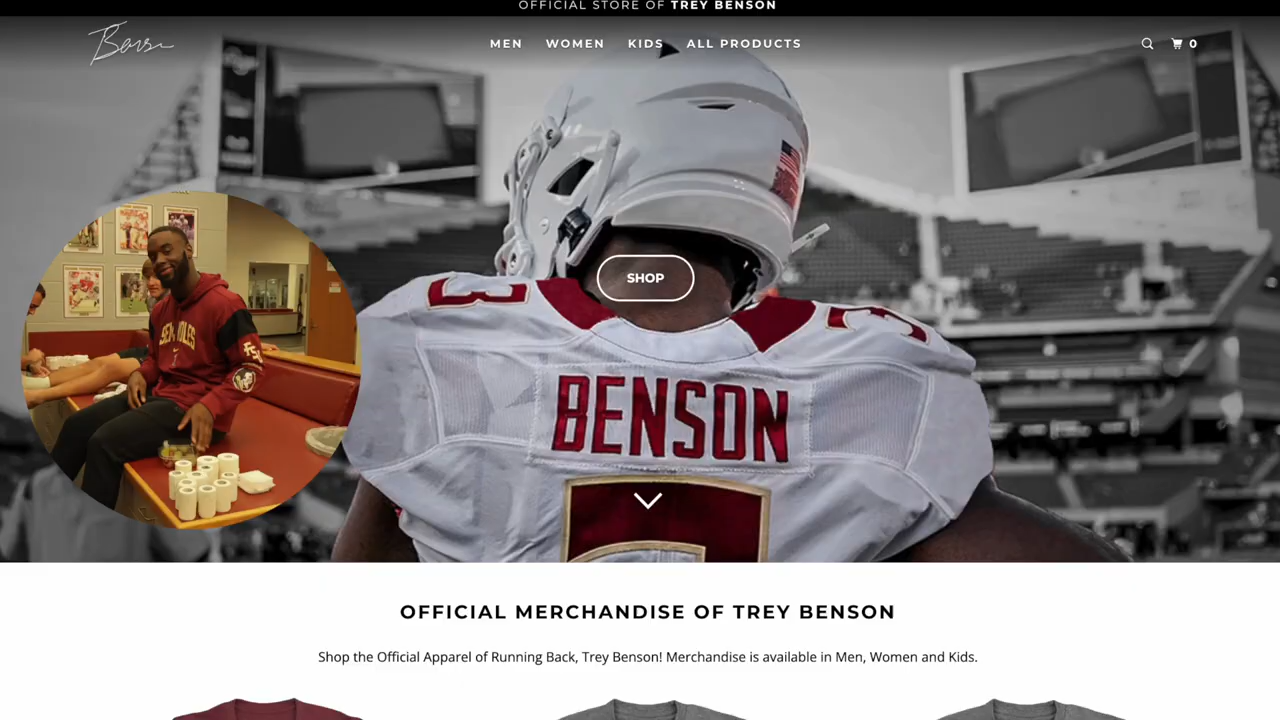 OFFICIAL STORE OF TREY BENSON
MEN WOMEN KIDS ALL PRODUCTS
0
SHOP
3
BENSON
OFFICIAL MERCHANDISE OF TREY BENSON
Shop the Official Apparel of Running Back, Trey Benson! Merchandise is available in Men, Women and Kids.